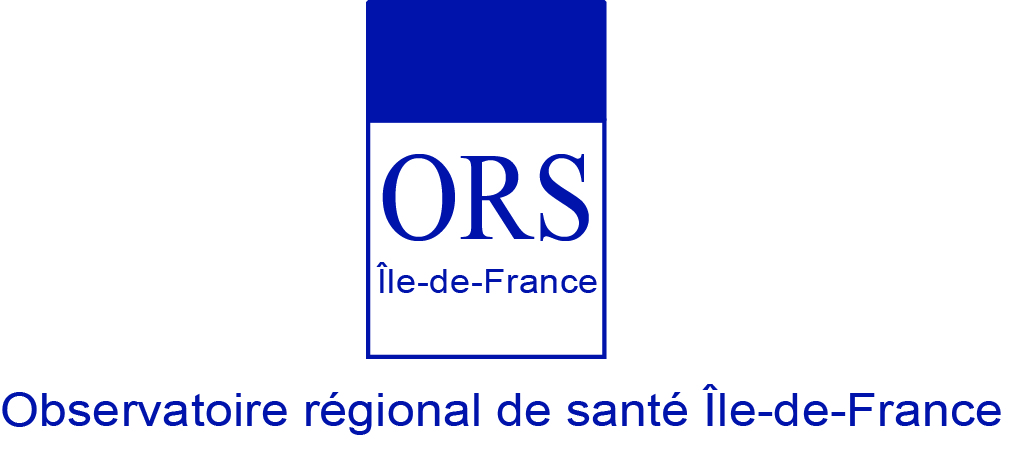 ORS
Île-de-France
Observatoire régional de santé Île-de-France